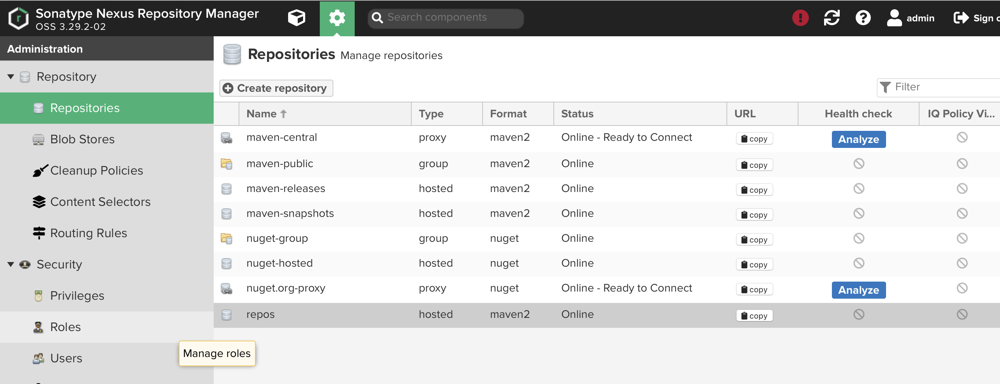 Sonatype Nexus Repository Manager
OSS 3.29.2-02
Search components
admin
Sign
Administration
Repository
Repositories
Blob Stores
Cleanup Policies
Content Selectors
Routing Rules
Security
Privileges
Roles
Users
Manage roles
Repositories Manage repositories
Create repository
Filter
Name Type Format Status URL Health check IQ Policy Vi...
maven-central proxy maven2 Online - Ready to Connect copy Analyze
maven-public group maven2 Online copy
maven-releases hosted maven2 Online copy
maven-snapshots hosted maven2 Online copy
nuget-group group nuget Online copy
nuget-hosted hosted nuget Online copy
nuget.org-proxy proxy nuget Online - Ready to Connect copy Analyze
repos hosted maven2 Online copy